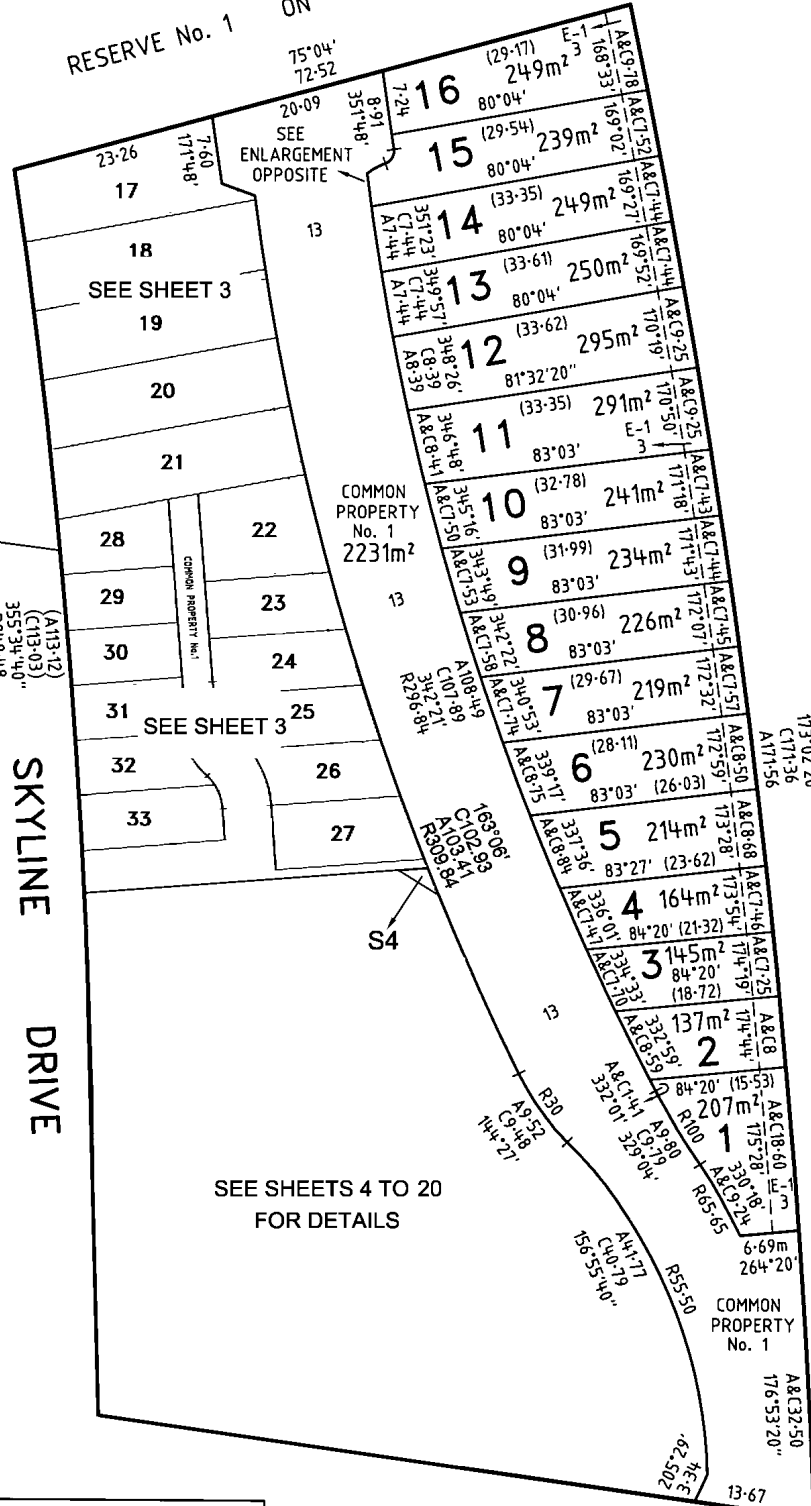 RESERVE No. 1 ON
75°04'
72·52
23·26
7·60
171°48'
20·09
8·91
351°48'
7·24
SEE
ENLARGEMENT
OPPOSITE
16
(29·17)
249m²
80°04'
E-1
3
A&C9·78
168°33'
15
(29·54)
239m²
80°04'
A&C7·52
169°02'
14
(33·35)
249m²
80°04'
351°23'
C7·44
A7·44
A&C7·44
169°27'
13
(33·61)
250m²
80°04'
349°57'
C7·44
A7·44
A&C7·44
169°52'
12
(33·62)
295m²
81°32'20"
348°26'
C8·39
A8·39
A&C9·25
170°19'
11
(33·35)
291m²
83°03'
E-1
3
346°48'
A&C8·41
A&C9·25
170°50'
10
(32·78)
241m²
83°03'
345°16'
A&C7·50
A&C7·43
171°18'
9
(31·99)
234m²
83°03'
343°49'
A&C7·53
A&C7·44
171°43'
8
(30·96)
226m²
83°03'
342°22'
A&C7·58
A&C7·45
172°07'
7
(29·67)
219m²
83°03'
340°53'
A&C7·74
A&C7·57
172°32'
6
(28·11)
230m²
83°03' (26·03)
339°17'
A&C8·75
A&C8·50
172°59'
5
214m²
83°27' (23·62)
337°36'
A&C8·84
A&C8·68
173°28'
4
164m²
84°20' (21·32)
336°01'
A&C7·47
A&C7·46
173°54'
3
145m²
84°20'
(18·72)
334°33'
A&C7·70
A&C7·25
174°19'
2
137m²
332°59'
A&C8·59
A&C8
174°44'
84°20' (15·53)
207m²
1
A&C18·60
175°28'
330°18'
A&C9·24
E-1
3
R100
R65·65
A&C1·41
332°01'
A9·80
C9·79
329°04'
6·69m
264°20'
173°02'20"
C171·36
A171·56
17
18
SEE SHEET 3
19
20
21
13
COMMON
PROPERTY
No. 1
2231m²
13
28
29
30
31
32
33
COMMON PROPERTY No.1
22
23
24
25
26
27
SEE SHEET 3
(A113·12)
(C113·03)
355°34'40"
A108·49
C107·89
342°21'
R296·84
163°06'
C102·93
A103·41
R309·84
S4
13
SKYLINE DRIVE
R30
A9·52
C9·48
144°27'
SEE SHEETS 4 TO 20
FOR DETAILS
A41·77
C40·79
156°55'40"
R55·50
COMMON
PROPERTY
No. 1
A&C32·50
176°53'20"
205°29'
3·34
13·67